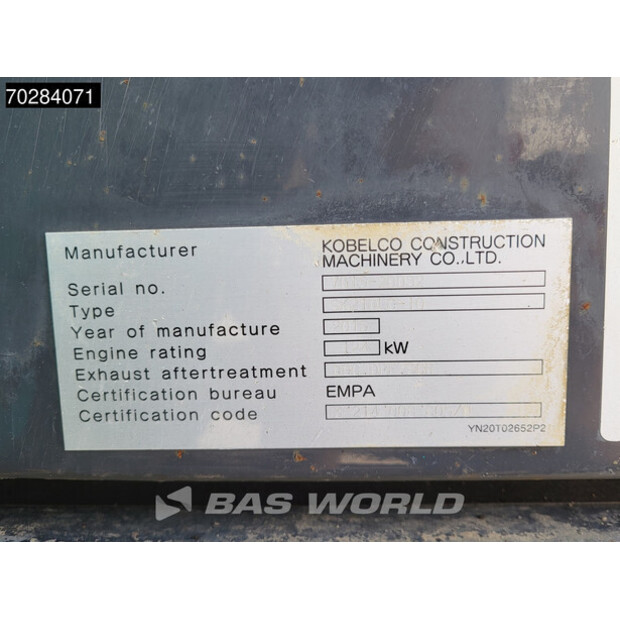 70284071
Manufacturer KOBELCO CONSTRUCTION
MACHINERY CO.,LTD.
Serial no.
Type
Year of manufacture
Engine rating kW
Exhaust aftertreatment
Certification bureau EMPA
Certification code
YN20T02652P2
BAS WORLD